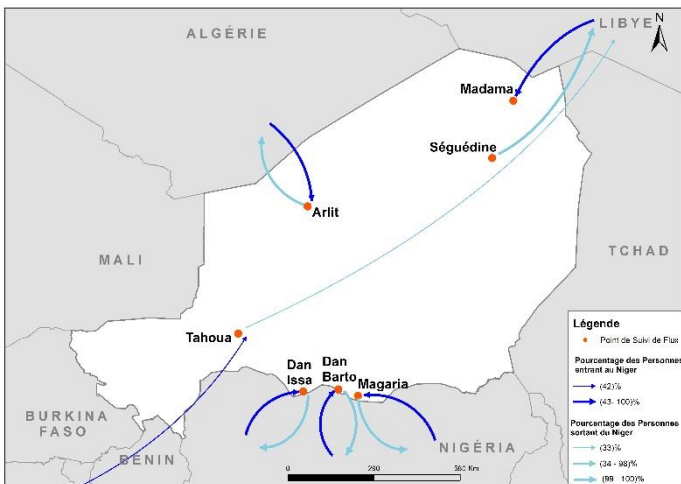 ALGÉRIE
LIBYE
N
Madama
Séguédine
Arlit
TCHAD
MALI
Tahoua
Dan
Issa
Dan
Barto
Magaria
BURKINA
FASO
BÉNIN
NIGÉRIA
0 290 580 Km
Légende
Point de Suivi de Flux
Pourcentage des Personnes
entrant au Niger
(42)%
(43- 100)%
Pourcentage des Personnes
sortant du Niger
(33)%
(34 - 98)%
(99 - 100)%